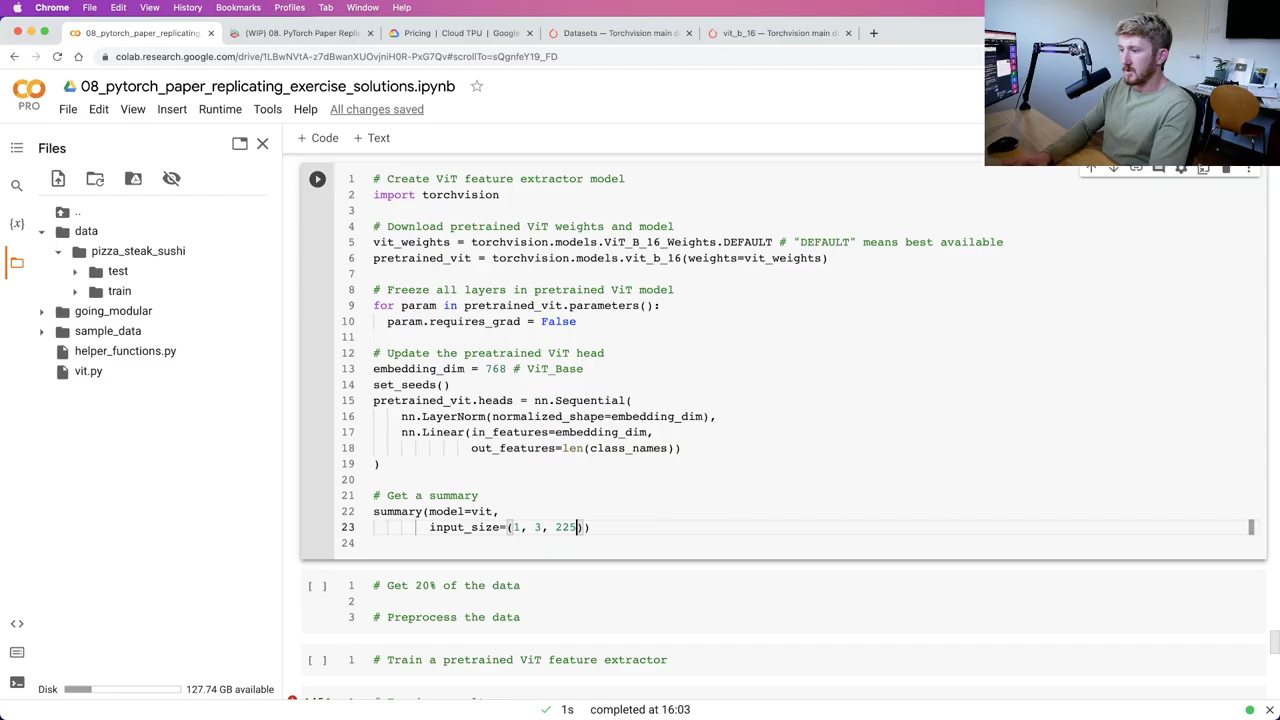 Chrome File Edit View History Bookmarks Profiles Tab Window Help
08_pytorch_paper_replicating_
(WIP) 08. PyTorch Paper Repl
Pricing | Cloud TPU | Google
Datasets — Torchvision main d
vit_b_16 — Torchvision main d
colab.research.google.com/drive/1LBwNVtA
08_pytorch_paper_replicating_exercise_solutions.ipynb
PRO
File Edit View Insert Runtime Tools Help All changes saved
Files
+ Code + Text
..
data
pizza_steak_sushi
test
train
going_modular
sample_data
helper_functions.py
vit.py
Disk 127.74 GB available
1 # Create ViT feature extractor model
2 import torchvision
3
4 # Download pretrained ViT weights and model
5 vit_weights = torchvision.models.ViT_B_16_Weights.DEFAULT # "DEFAULT" means best available
6 pretrained_vit = torchvision.models.vit_b_16(weights=vit_weights)
7
8 # Freeze all layers in pretrained ViT model
9 for param in pretrained_vit.parameters():
10 param.requires_grad = False
11
12 # Update the preatrained ViT head
13 embedding_dim = 768 # ViT_Base
14 set_seeds()
15 pretrained_vit.heads = nn.Sequential(
16 nn.LayerNorm(normalized_shape=embedding_dim),
17 nn.Linear(in_features=embedding_dim,
18 out_features=len(class_names))
19 )
20
21 # Get a summary
22 summary(model=vit,
23 input_size=(1, 3, 225))
24
[ ] 1 # Get 20% of the data
2
3 # Preprocess the data
[ ] 1 # Train a pretrained ViT feature extractor
1s completed at 16:03